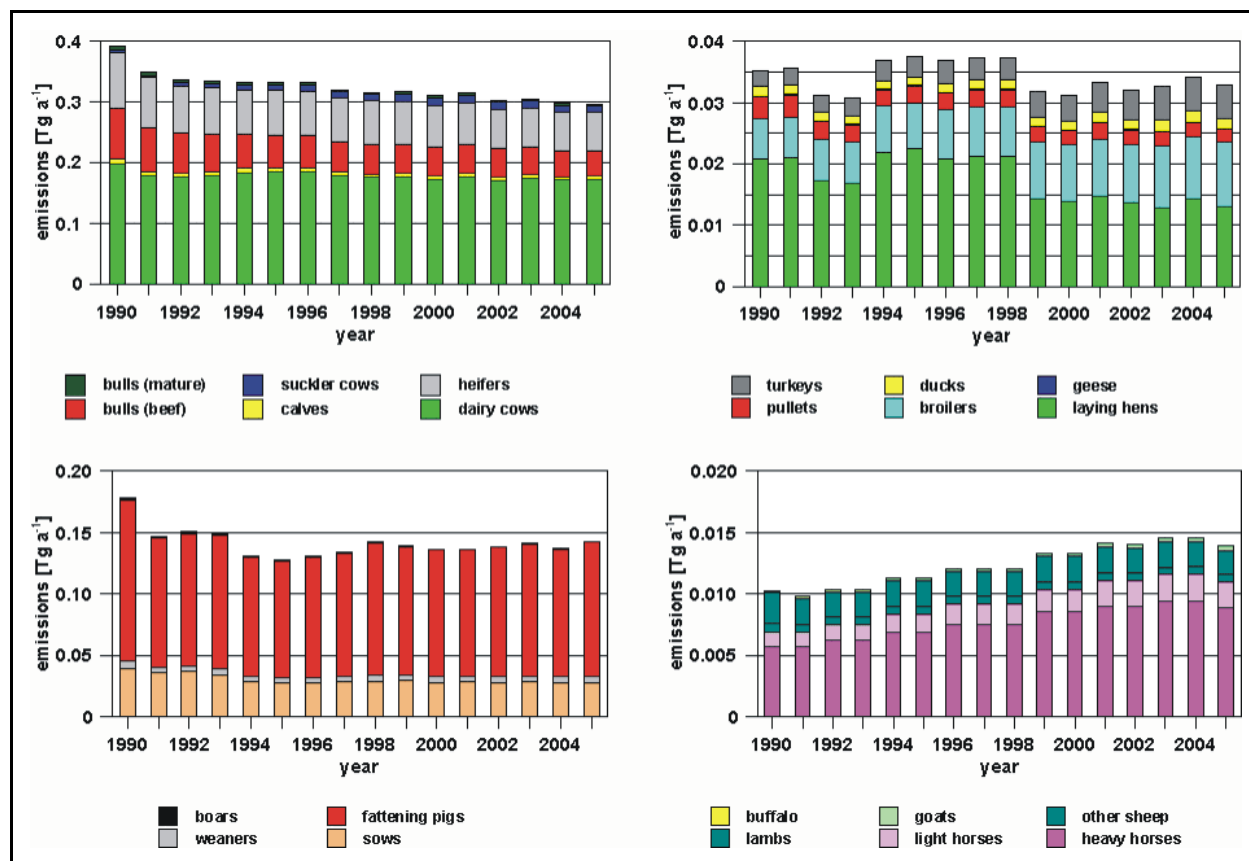 0.4
0.3
0.2
0.1
0
emissions [Tg a⁻¹]
1990 1992 1994 1996 1998 2000 2002 2004
year
bulls (mature) suckler cows heifers
bulls (beef) calves dairy cows
0.04
0.03
0.02
0.01
0
emissions [Tg a⁻¹]
1990 1992 1994 1996 1998 2000 2002 2004
year
turkeys ducks geese
pullets broilers laying hens
0.20
0.15
0.10
0.05
0
emissions [Tg a⁻¹]
1990 1992 1994 1996 1998 2000 2002 2004
year
boars fattening pigs
weaners sows
0.020
0.015
0.010
0.005
0
emissions [Tg a⁻¹]
1990 1992 1994 1996 1998 2000 2002 2004
year
buffalo goats other sheep
lambs light horses heavy horses